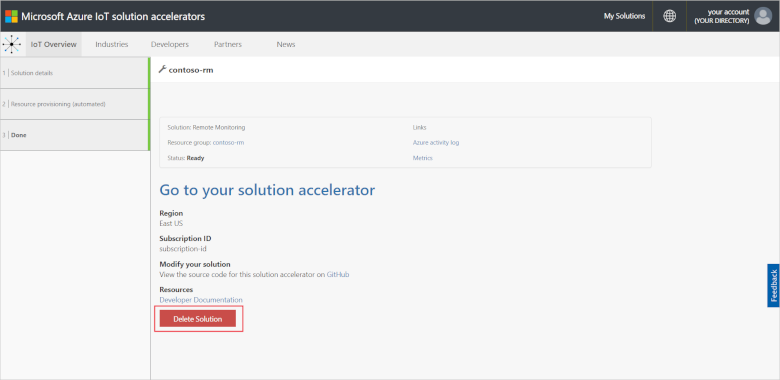 Microsoft Azure IoT solution accelerators
My Solutions
your account
(YOUR DIRECTORY)
IoT Overview Industries Developers Partners News
1 Solution details
2 Resource provisioning (automated)
3 Done
contoso-rm
Solution: Remote Monitoring
Links
Resource group: contoso-rm
Azure activity log
Status: Ready
Metrics
Go to your solution accelerator
Region
East US
Subscription ID
subscription-id
Modify your solution
View the source code for this solution accelerator on GitHub
Resources
Developer Documentation
Delete Solution
Feedback